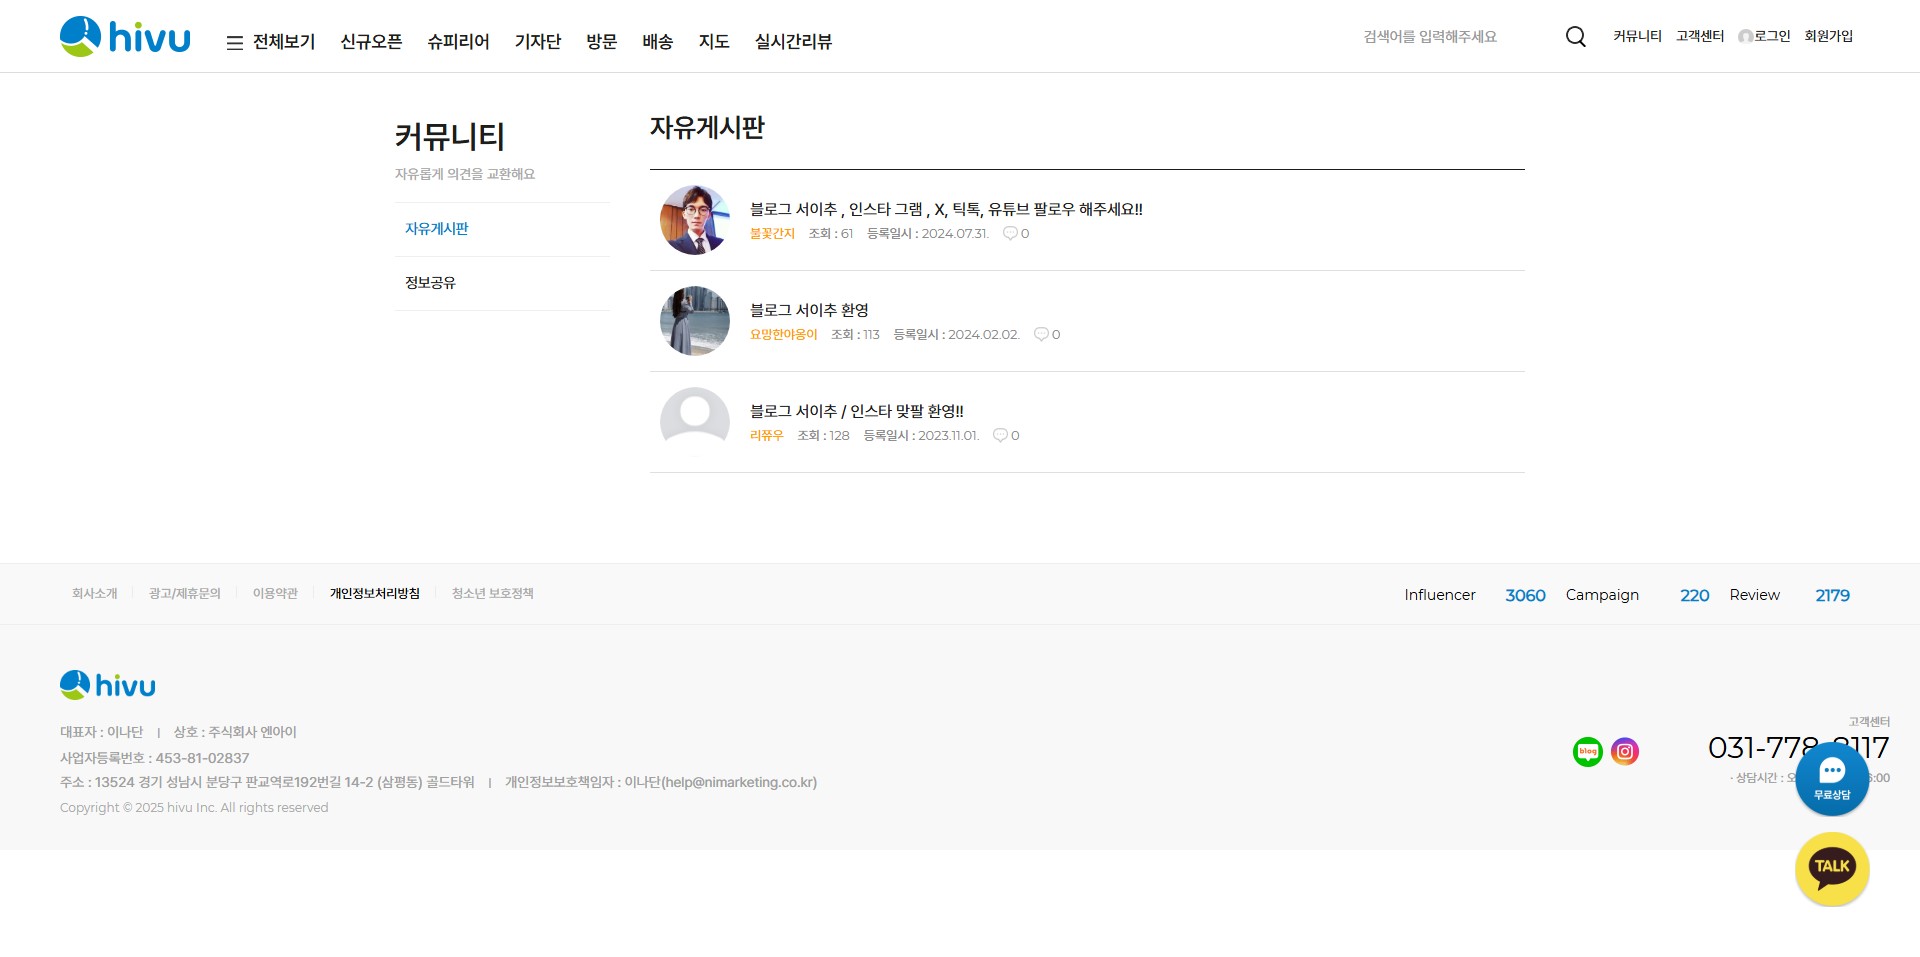 hivu
전체보기 신규오픈 슈피리어 기자단 방문 배송 지도 실시간리뷰
검색어를 입력해주세요
커뮤니티 고객센터 로그인 회원가입
커뮤니티
자유롭게 의견을 교환해요
자유게시판
정보공유
자유게시판
블로그 서이추 , 인스타 그램 , X, 틱톡, 유튜브 팔로우 해주세요!!
불꽃간지 조회 : 61 등록일시 : 2024.07.31. 0
블로그 서이추 환영
요망한야옹이 조회 : 113 등록일시 : 2024.02.02. 0
블로그 서이추 / 인스타 맞팔 환영!!
리쮸우 조회 : 128 등록일시 : 2023.11.01. 0
회사소개 광고/제휴문의 이용약관 개인정보처리방침 청소년 보호정책
Influencer 3060 Campaign 220 Review 2179
hivu
대표자 : 이나단 | 상호 : 주식회사 엔아이
사업자등록번호 : 453-81-02837
주소 : 13524 경기 성남시 분당구 판교역로192번길 14-2 (삼평동) 골드타워 | 개인정보보호책임자 : 이나단(help@nimarketing.co.kr)
Copyright © 2025 hivu Inc. All rights reserved
blog
고객센터
031-778-8117
· 상담시간 :
무료상담
TALK